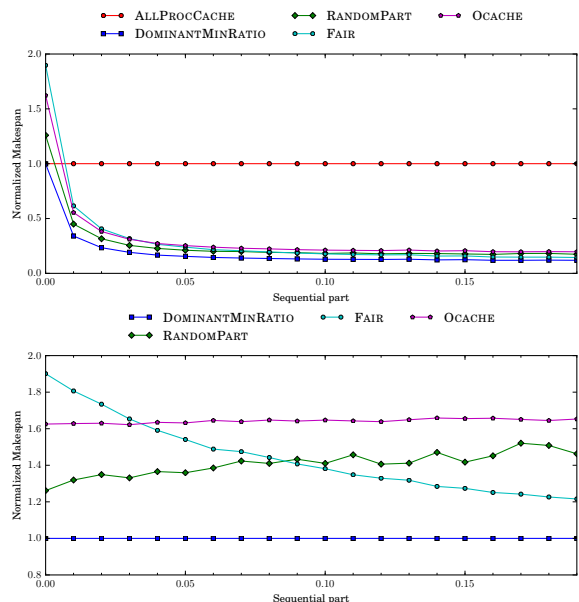 ALLPROCCACHE RANDOMPART OCACHE
DOMINANTMINRATIO FAIR
2.0
1.5
1.0
0.5
0.0
Normalized Makespan
0.00 0.05 0.10 0.15
Sequential part
DOMINANTMINRATIO FAIR OCACHE
RANDOMPART
2.0
1.8
1.6
1.4
1.2
1.0
0.8
Normalized Makespan
0.00 0.05 0.10 0.15
Sequential part